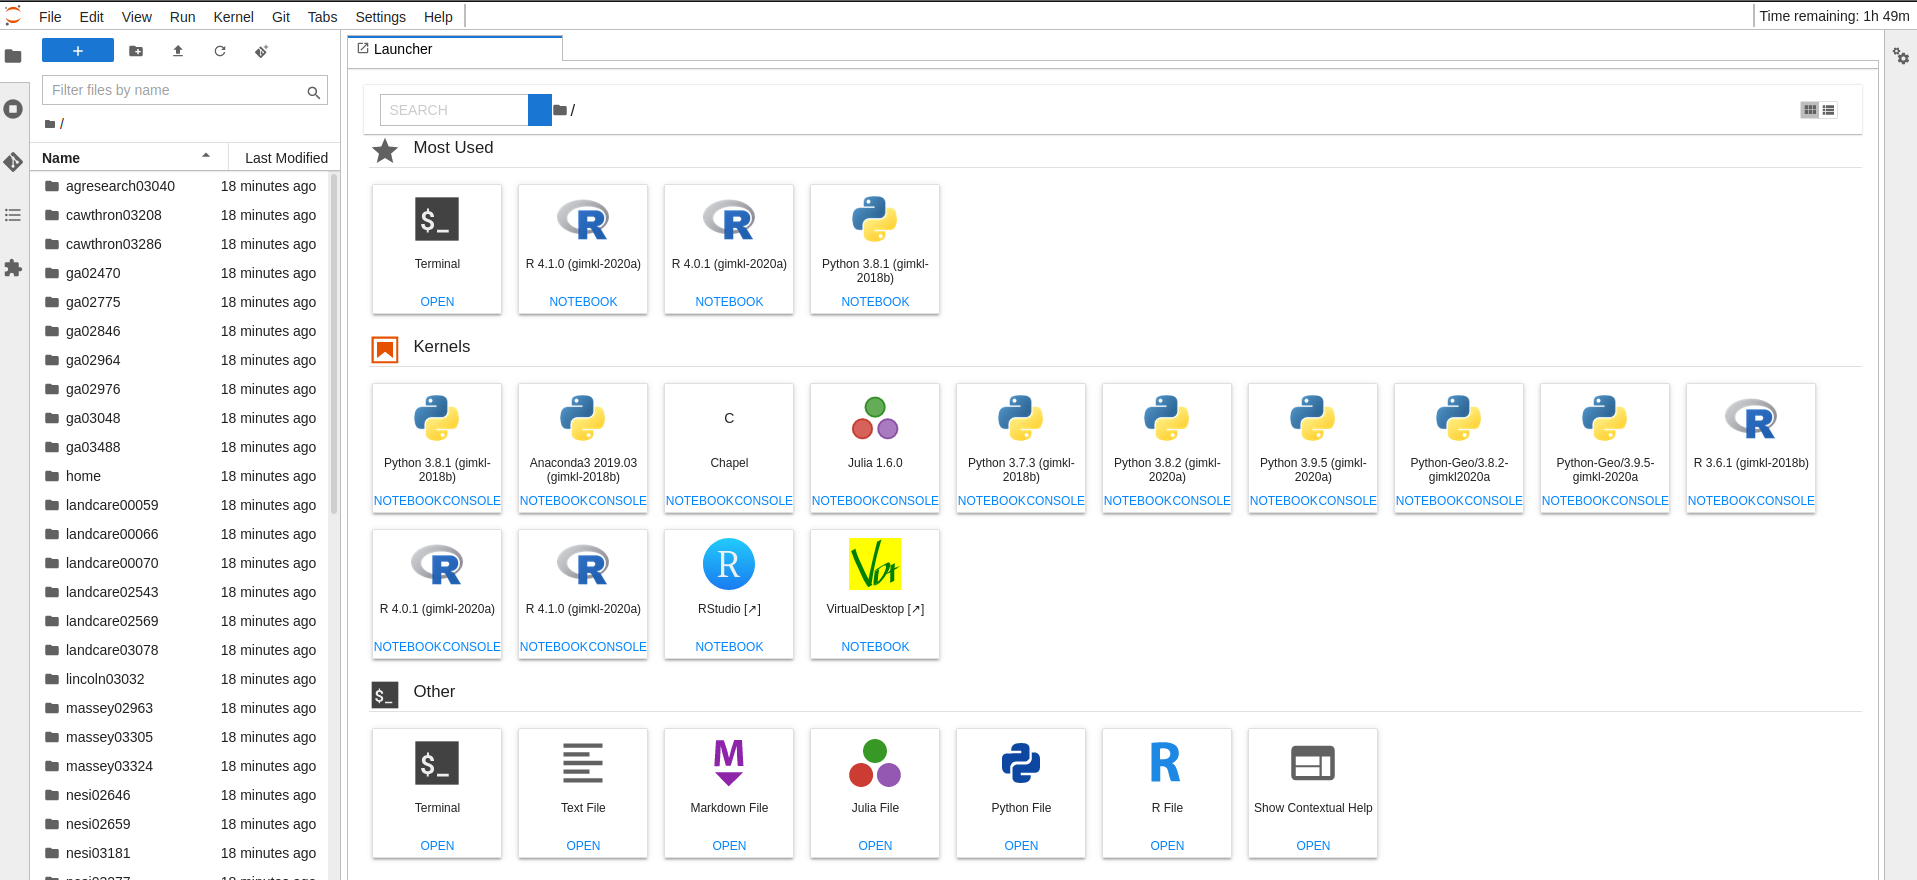 File Edit View Run Kernel Git Tabs Settings Help
Time remaining: 1h 49m
+
Filter files by name
/
Name Last Modified
agresearch03040 18 minutes ago
cawthron03208 18 minutes ago
cawthron03286 18 minutes ago
ga02470 18 minutes ago
ga02775 18 minutes ago
ga02846 18 minutes ago
ga02964 18 minutes ago
ga02976 18 minutes ago
ga03048 18 minutes ago
ga03488 18 minutes ago
home 18 minutes ago
landcare00059 18 minutes ago
landcare00066 18 minutes ago
landcare00070 18 minutes ago
landcare02543 18 minutes ago
landcare02569 18 minutes ago
landcare03078 18 minutes ago
lincoln03032 18 minutes ago
massey02963 18 minutes ago
massey03305 18 minutes ago
massey03324 18 minutes ago
nesi02646 18 minutes ago
nesi02659 18 minutes ago
nesi03181 18 minutes ago
Launcher
SEARCH /
Most Used
$_
Terminal
OPEN
R
R 4.1.0 (gimkl-2020a)
NOTEBOOK
R
R 4.0.1 (gimkl-2020a)
NOTEBOOK
Python 3.8.1 (gimkl-
2018b)
NOTEBOOK
Kernels
Python 3.8.1 (gimkl-
2018b)
NOTEBOOK CONSOLE
Anaconda3 2019.03
(gimkl-2018b)
NOTEBOOK CONSOLE
C
Chapel
NOTEBOOK CONSOLE
Julia 1.6.0
NOTEBOOK CONSOLE
Python 3.7.3 (gimkl-
2018b)
NOTEBOOK CONSOLE
Python 3.8.2 (gimkl-
2020a)
NOTEBOOK CONSOLE
Python 3.9.5 (gimkl-
2020a)
NOTEBOOK CONSOLE
Python-Geo/3.8.2-
gimkl2020a
NOTEBOOK CONSOLE
Python-Geo/3.9.5-
gimkl-2020a
NOTEBOOK CONSOLE
R
R 3.6.1 (gimkl-2018b)
NOTEBOOK CONSOLE
R
R 4.0.1 (gimkl-2020a)
NOTEBOOK CONSOLE
R
R 4.1.0 (gimkl-2020a)
NOTEBOOK CONSOLE
R
RStudio [↗]
NOTEBOOK
VirtualDesktop [↗]
NOTEBOOK
$_
Other
$_
Terminal
OPEN
Text File
OPEN
M
Markdown File
OPEN
Julia File
OPEN
Python File
OPEN
R
R File
OPEN
Show Contextual Help
OPEN